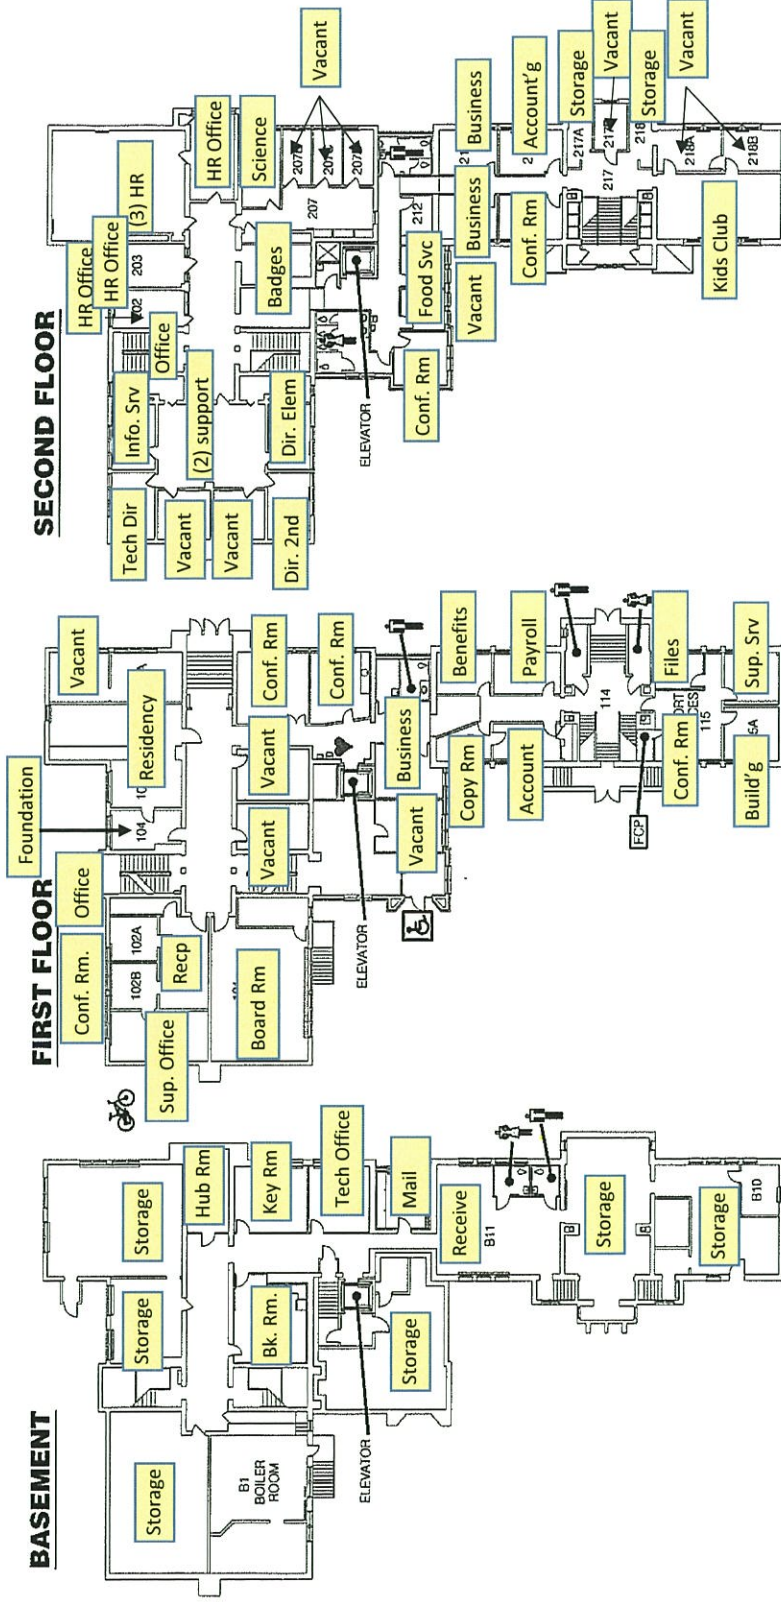 BASEMENT
Storage
Storage
Storage
B1
BOILER
ROOM
Hub Rm
Bk. Rm.
Key Rm
Tech Office
ELEVATOR
Storage
Mail
Receive
B11
Storage
Storage
B10
FIRST FLOOR
Foundation
Conf. Rm.
Office
Vacant
102B
102A
104
Residency
Sup. Office
Recp
Board Rm
Vacant
Vacant
Conf. Rm
Conf. Rm
ELEVATOR
Vacant
Business
Copy Rm
Benefits
Account
Payroll
114
FCP
Conf. Rm
Files
115
Build'g
Sup. Srv
SECOND FLOOR
HR Office
HR Office
(3) HR
203
Tech Dir
Info. Srv
Office
Vacant
(2) support
HR Office
Vacant
Dir. 2nd
Dir. Elem
Badges
Science
Vacant
207
ELEVATOR
Conf. Rm
Food Svc
212
Vacant
Business
Business
Conf. Rm
Account'g
217A
Storage
217
Vacant
218
Storage
218A
Vacant
218B
Kids Club